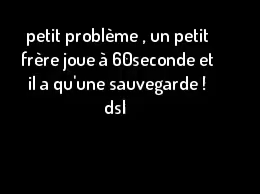 petit problème , un petit
frère joue à 60seconde et
il a qu'une sauvegarde !
dsl